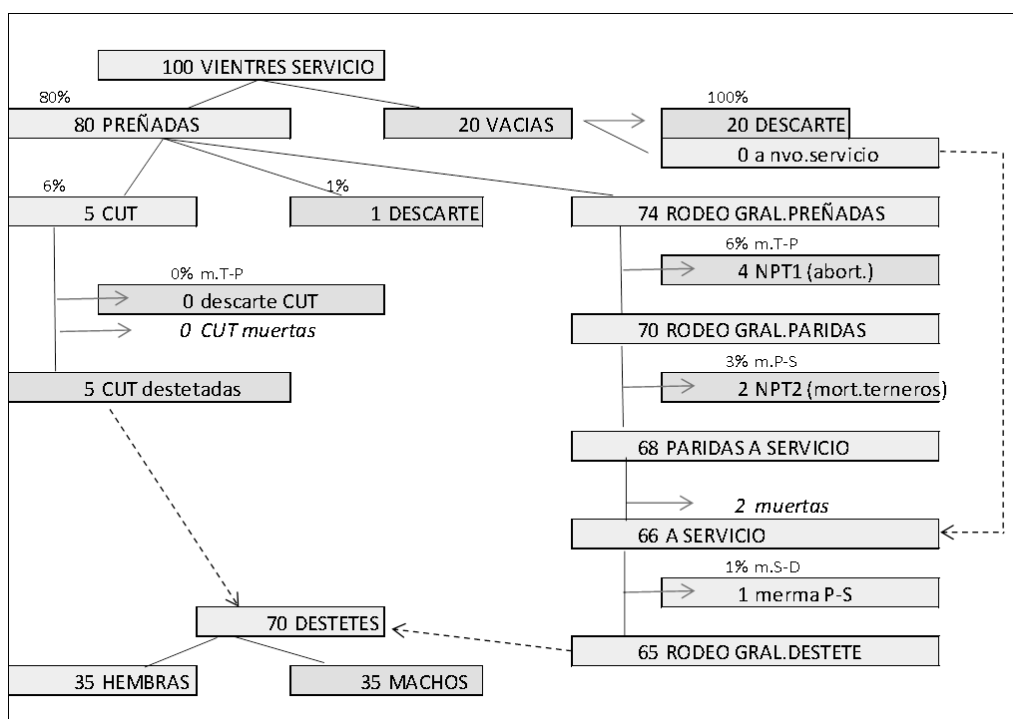 100 VIENTRES SERVICIO
80%
100%
80 PREÑADAS
20 VACIAS
20 DESCARTE
0 a nvo.servicio
6%
1%
5 CUT
1 DESCARTE
74 RODEO GRAL.PREÑADAS
6% m.T-P
0% m.T-P
4 NPT1 (abort.)
0 descarte CUT
0 CUT muertas
70 RODEO GRAL.PARIDAS
3% m.P-S
5 CUT destetadas
2 NPT2 (mort.terneros)
68 PARIDAS A SERVICIO
2 muertas
66 A SERVICIO
1% m.S-D
1 merma P-S
70 DESTETES
65 RODEO GRAL.DESTETE
35 HEMBRAS
35 MACHOS